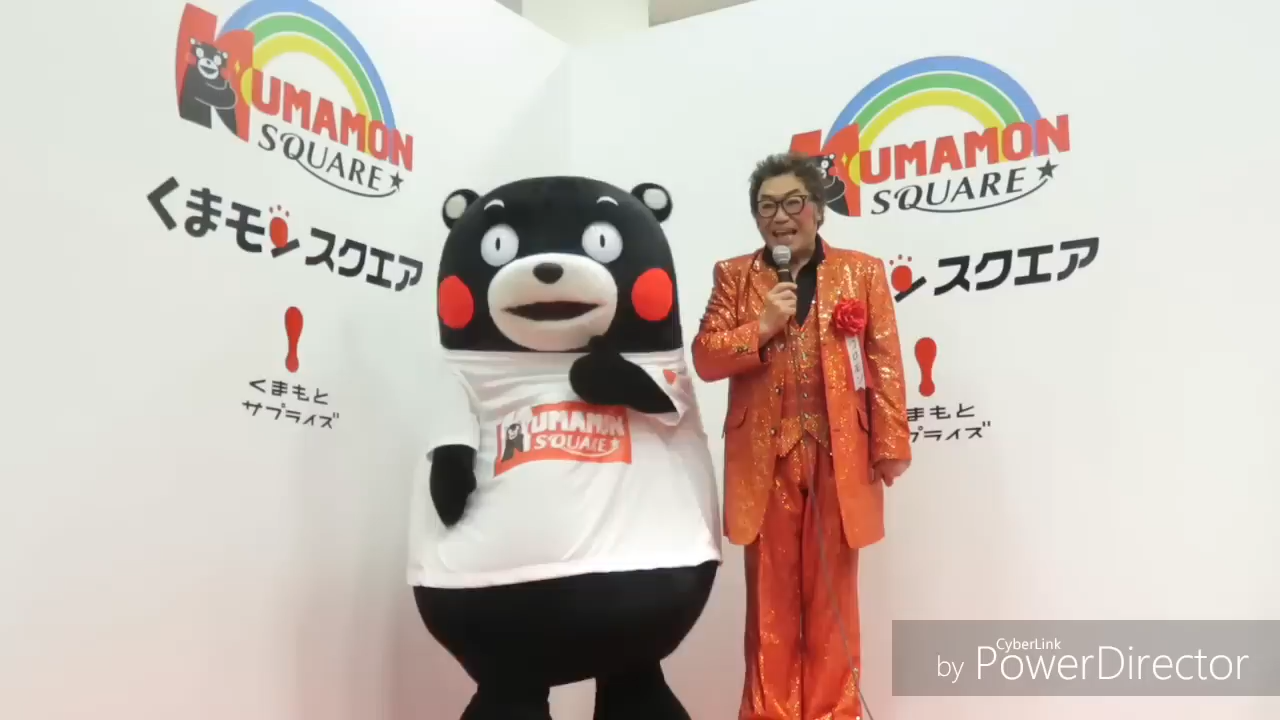 KUMAMON
SQUARE
くまモン スクエア
くまもと
サプライズ
KUMAMON
SQUARE
ン スクエア
まもと
プライズ
KUMAMON
SQUARE
CyberLink
by PowerDirector